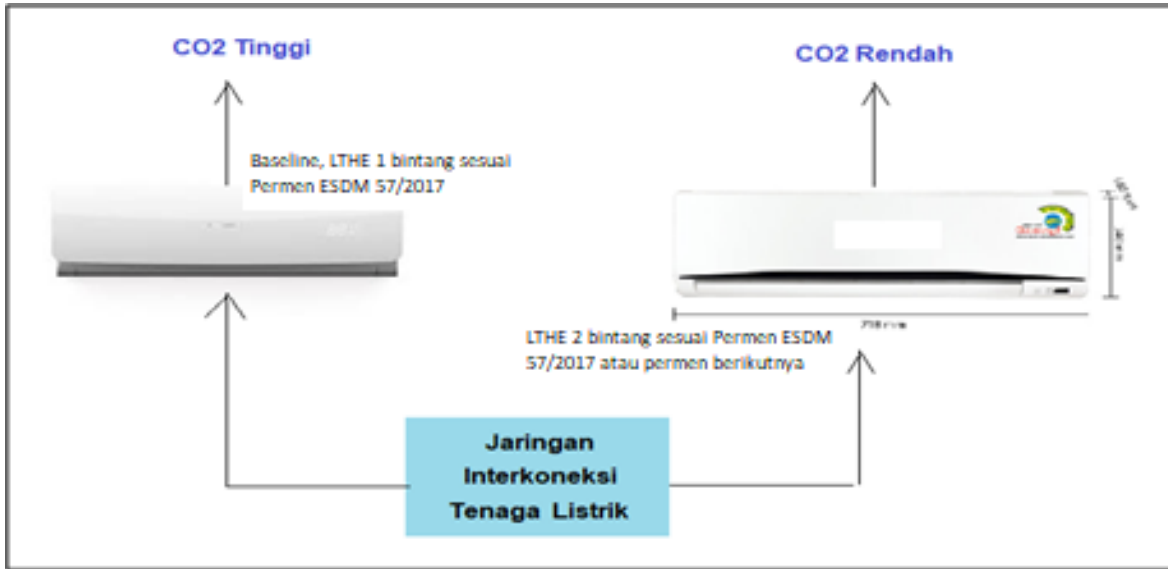 CO2 Tinggi
CO2 Rendah
Baseline, LTHE 1 bintang sesuai
Permen ESDM 57/2017
LTHE 2 bintang sesuai Permen ESDM
57/2017 atau permen berikutnya
Jaringan
Interkoneksi
Tenaga Listrik